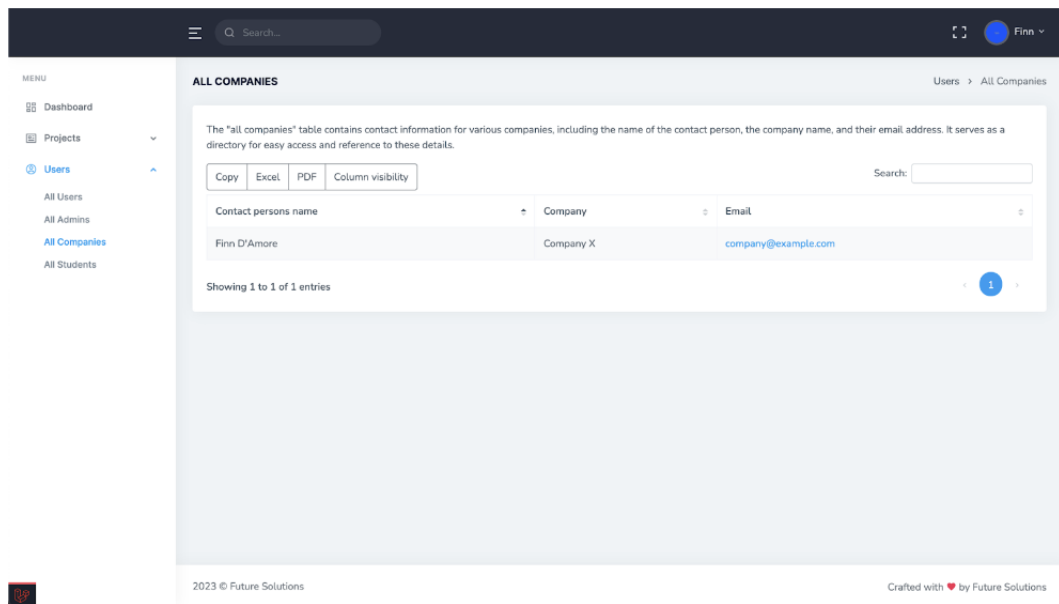 Search...
Finn
MENU
Dashboard
Projects
Users
All Users
All Admins
All Companies
All Students
ALL COMPANIES
Users > All Companies
The "all companies" table contains contact information for various companies, including the name of the contact person, the company name, and their email address. It serves as a
directory for easy access and reference to these details.
Copy Excel PDF Column visibility
Search:
Contact persons name Company Email
Finn D'Amore Company X company@example.com
Showing 1 to 1 of 1 entries
1
2023 © Future Solutions
Crafted with ❤ by Future Solutions